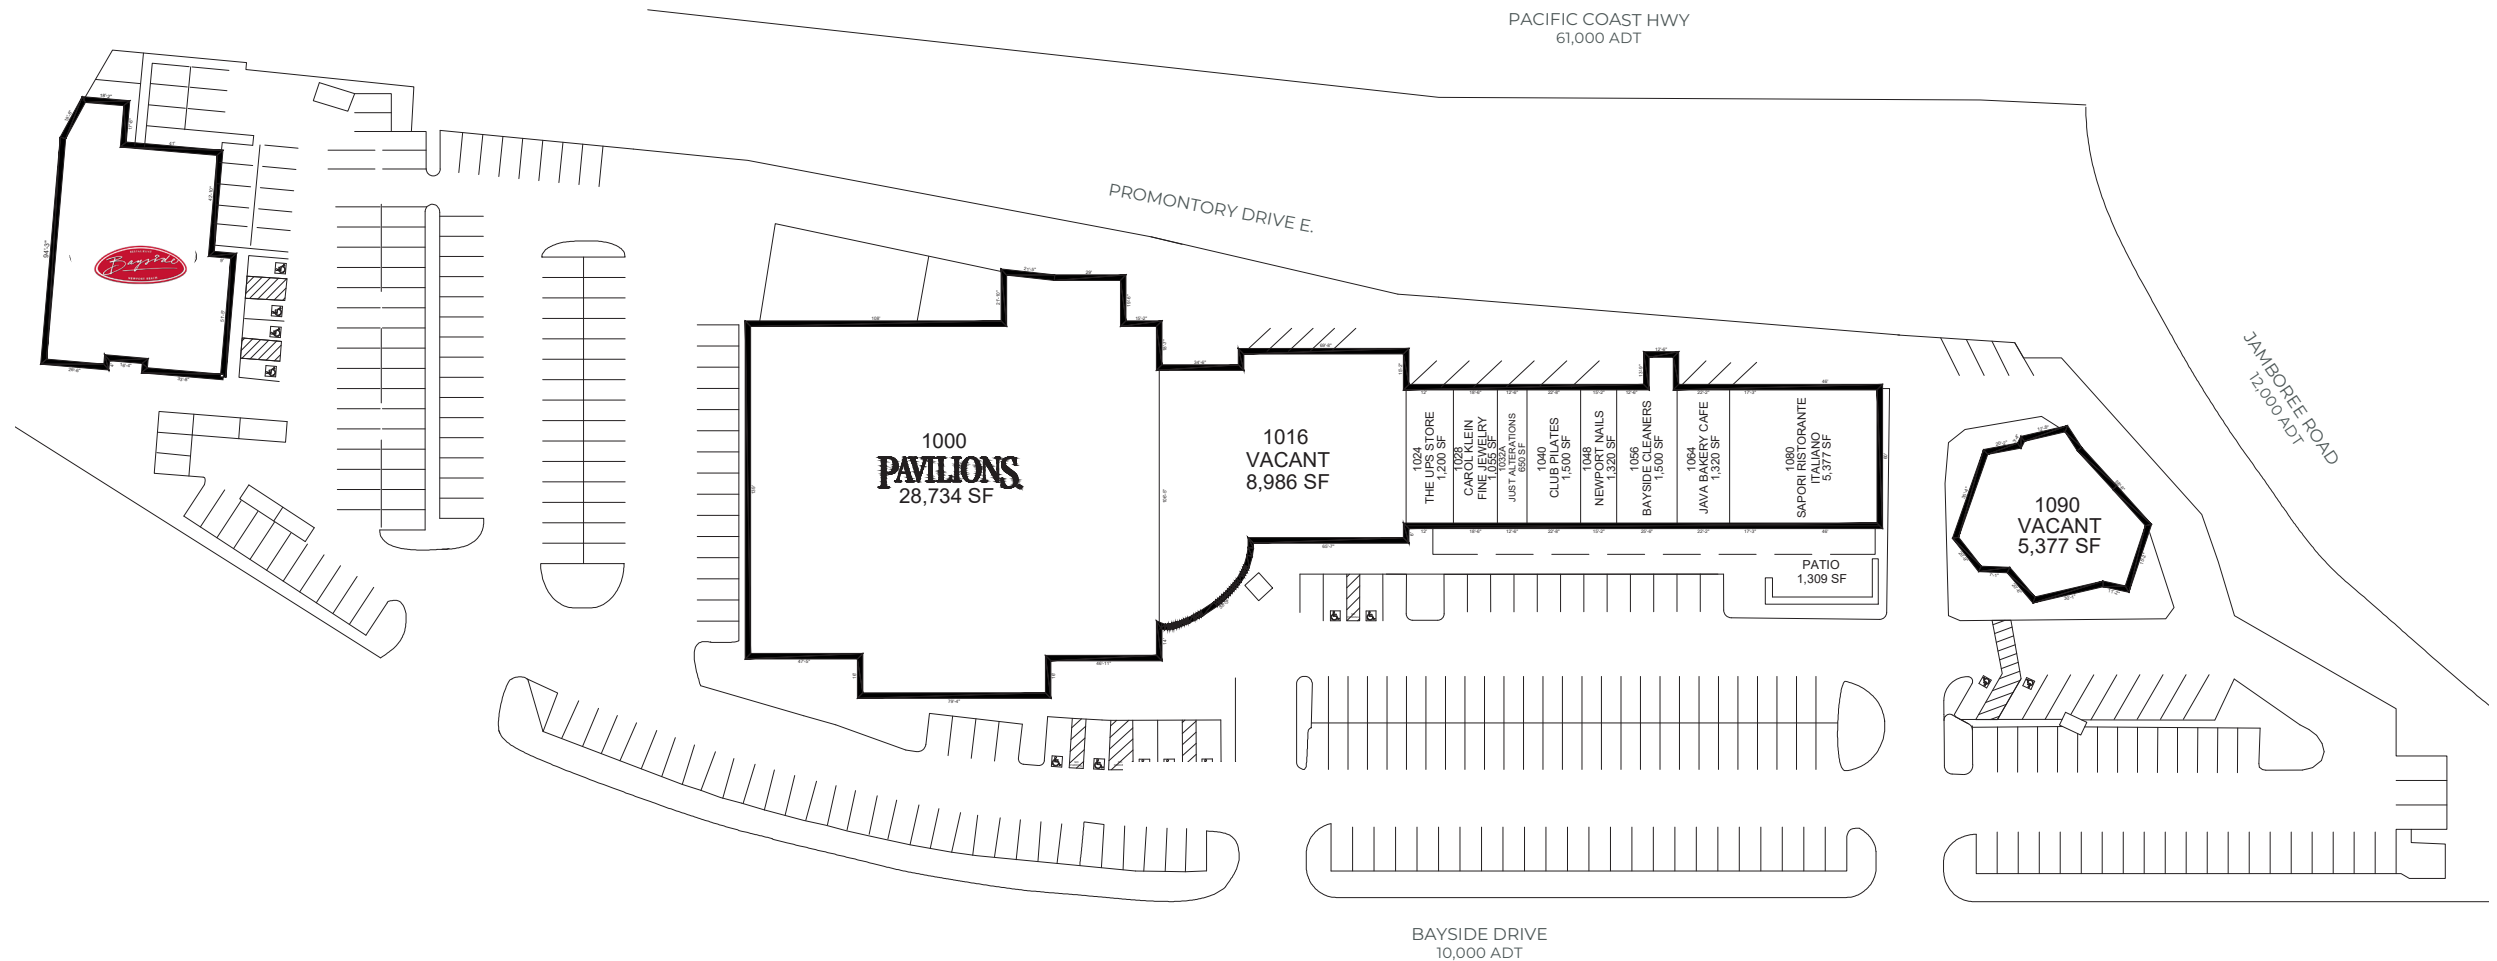 PACIFIC COAST HWY
61,000 ADT
PROMONTORY DRIVE E.
JAMBOREE ROAD
12,000 ADT
Bayside
94'-3"
1000
PAVILIONS
28,734 SF
1016
VACANT
8,986 SF
1024
THE UPS STORE
1,200 SF
1028
CAROL KLEIN
FINE JEWELRY
1,055 SF
1032A
JUST ALTERATIONS
650 SF
1040
CLUB PILATES
1,500 SF
1048
NEWPORT NAILS
1,320 SF
1056
BAYSIDE CLEANERS
1,500 SF
1064
JAVA BAKERY CAFE
1,320 SF
1080
SAPORI RISTORANTE
ITALIANO
5,377 SF
PATIO
1,309 SF
1090
VACANT
5,377 SF
BAYSIDE DRIVE
10,000 ADT